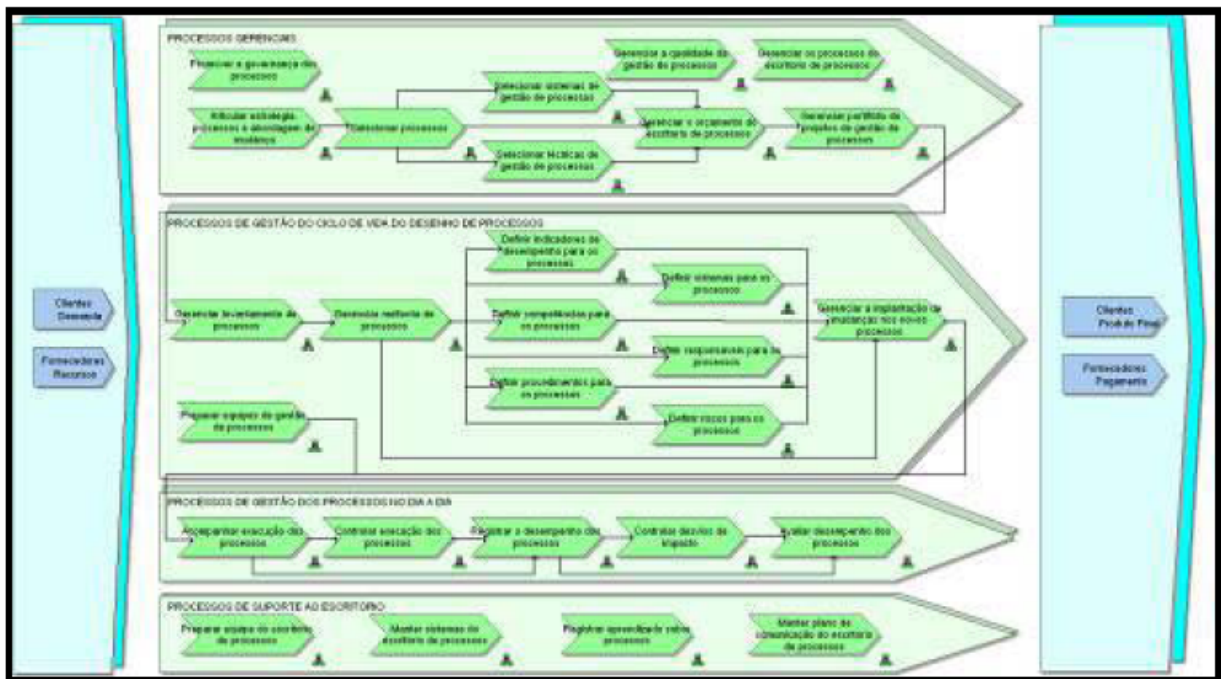 PROCESSOS GERENCIAIS
Financiar a governança dos
processos
Gerenciar a qualidade da
gestão de processos
Gerenciar os processos do
escritório de processos
Selecionar sistemas de
gestão de processos
Articular estratégia,
processos e abordagem de
mudança
Selecionar processos
Gerenciar o orçamento do
escritório de processos
Gerenciar portifólio de
projetos de gestão de
processos
Selecionar técnicas de
gestão de processos
PROCESSOS DE GESTÃO DO CICLO DE VIDA DO DESENHO DE PROCESSOS
Definir indicadores de
desempenho para os
processos
Definir sistemas para os
processos
Clientes
Demanda
Gerenciar levantamento de
processos
Gerenciar melhoria de
processos
Definir competências para
os processos
Gerenciar a implantação de
mudanças nos novos
processos
Clientes
Produto Final
Fornecedores
Recurso
Definir responsáveis para os
processos
Fornecedores
Pagamento
Definir procedimentos para
os processos
Preparar equipes de gestão
de processos
Definir riscos para os
processos
PROCESSOS DE GESTÃO DOS PROCESSOS NO DIA A DIA
Acompanhar execução dos
processos
Controlar execução dos
processos
Registrar o desempenho dos
processos
Controlar desvios de
impacto
Avaliar desempenho dos
processos
PROCESSOS DE SUPORTE AO ESCRITÓRIO
Preparar equipe do escritório
de processos
Manter sistemas do
escritório de processos
Registrar aprendizado sobre
processos
Manter plano de
comunicação do escritório
de processos